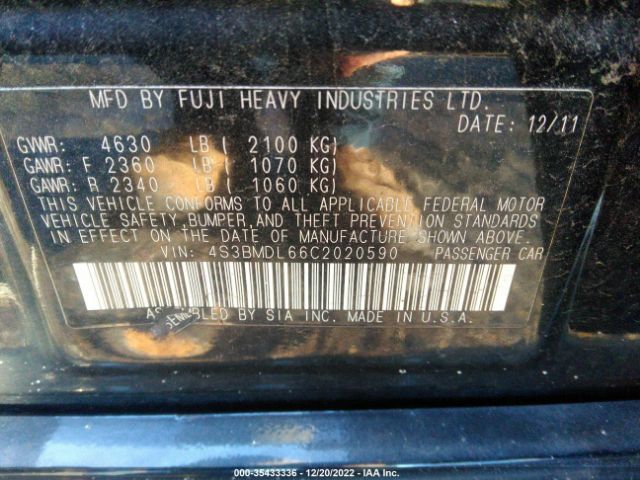 MFD BY FUJI HEAVY INDUSTRIES LTD.
DATE: 12/11
GVWR: 4630 LB ( 2100 KG)
GAWR: F 2360 LB ( 1070 KG)
GAWR: R 2340 LB ( 1060 KG)
THIS VEHICLE CONFORMS TO ALL APPLICABLE FEDERAL MOTOR
VEHICLE SAFETY,BUMPER,AND THEFT PREVENTION STANDARDS
IN EFFECT ON THE DATE OF MANUFACTURE SHOWN ABOVE.
VIN: 4S3BMDL66C2020590 PASSENGER CAR
BY SIA INC. MADE IN U.S.A.
000-35433336 - 12/20/2022 - IAA Inc.